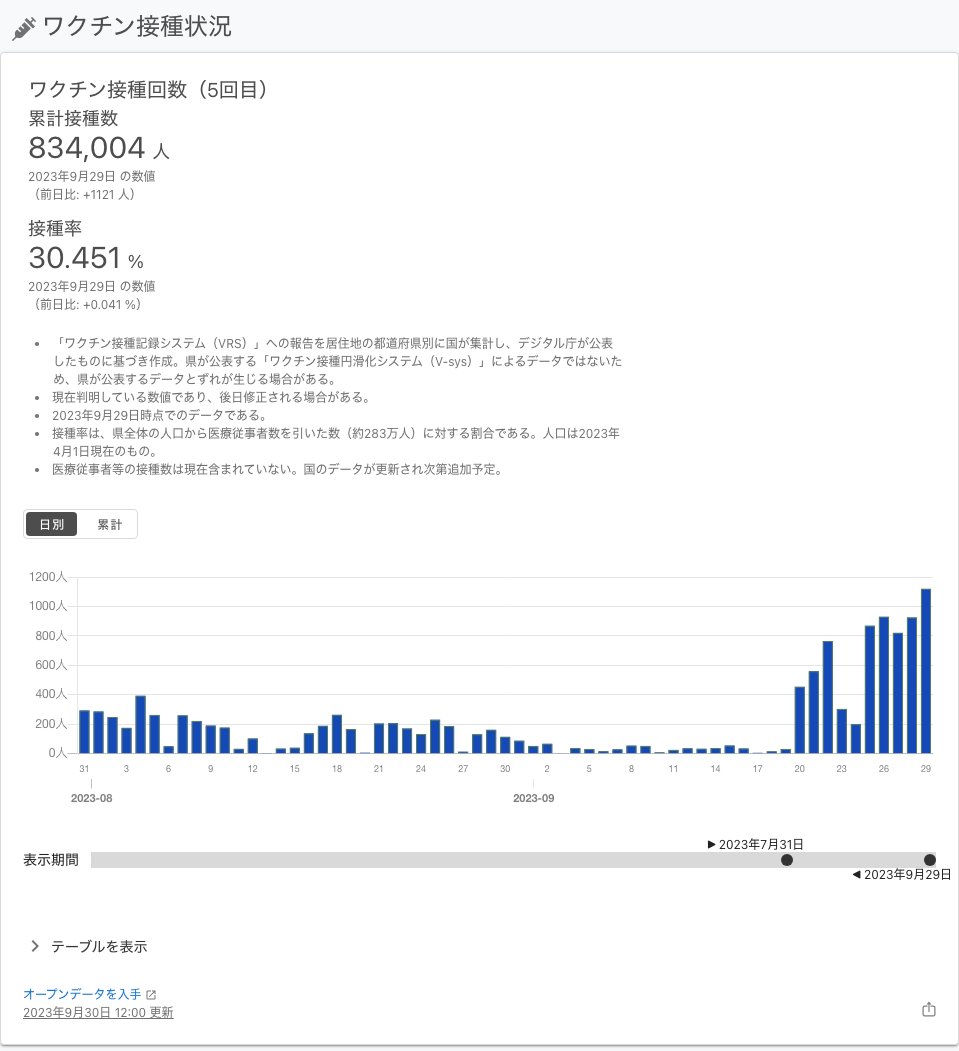 ワクチン接種状況
ワクチン接種回数（5回目）
累計接種数
834,004 人
2023年9月29日 の数値
（前日比: +1121 人）
接種率
30.451 %
2023年9月29日 の数値
（前日比: +0.041 %）
• 「ワクチン接種記録システム（VRS）」への報告を居住地の都道府県別に国が集計し、デジタル庁が公表
したものに基づき作成。県が公表する「ワクチン接種円滑化システム（V-sys）」によるデータではないた
め、県が公表するデータとずれが生じる場合がある。
• 現在判明している数値であり、後日修正される場合がある。
• 2023年9月29日時点でのデータである。
• 接種率は、県全体の人口から医療従事者数を引いた数（約283万人）に対する割合である。人口は2023年
4月1日現在のもの。
• 医療従事者等の接種数は現在含まれていない。国のデータが更新され次第追加予定。
日別 累計
1200人
1000人
800人
600人
400人
200人
0人
31 3 6 9 12 15 18 21 24 27 30 2 5 8 11 14 17 20 23 26 29
2023-08 2023-09
▶ 2023年7月31日
表示期間
◀ 2023年9月29日
テーブルを表示
オープンデータを入手
2023年9月30日 12:00 更新